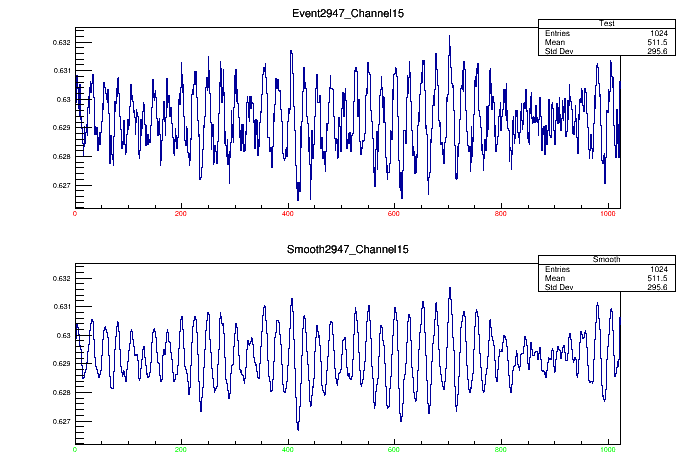 Event2947_Channel15
Test
Entries 1024
Mean 511.5
Std Dev 295.6
0.632
0.631
0.63
0.629
0.628
0.627
0 200 400 600 800 1000
Smooth2947_Channel15
Smooth
Entries 1024
Mean 511.5
Std Dev 295.6
0.632
0.631
0.63
0.629
0.628
0.627
0 200 400 600 800 1000